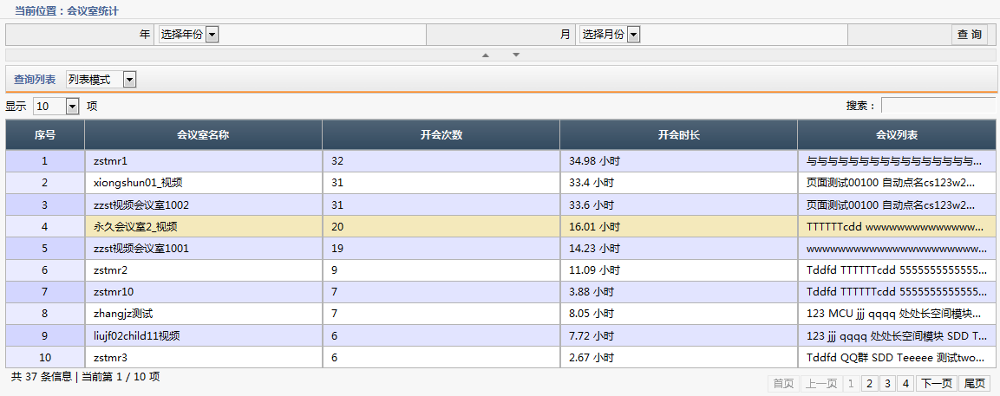 当前位置：会议室统计
年 选择年份 月 选择月份 查 询
查询列表 列表模式
显示 10 项 搜索：
序号 会议室名称 开会次数 开会时长 会议列表
1 zstmr1 32 34.98 小时 与与与与与与与与与与与与与与与与...
2 xiongshun01_视频 31 33.4 小时 页面测试00100 自动点名cs123w2...
3 zzst视频会议室1002 31 33.6 小时 页面测试00100 自动点名cs123w2...
4 永久会议室2_视频 20 16.01 小时 TTTTTTcdd wwwwwwwwwwwwwww...
5 zzst视频会议室1001 19 14.23 小时 wwwwwwwwwwwwwwwwwwwwwww...
6 zstmr2 9 11.09 小时 Tddfd TTTTTTcdd 5555555555555...
7 zstmr10 7 3.88 小时 Tddfd TTTTTTcdd 5555555555555...
8 zhangjz测试 7 8.05 小时 123 MCU jjj qqqq 处处长空间模块...
9 liujf02child11视频 6 7.72 小时 123 jjj qqqq 处处长空间模块 SDD T...
10 zstmr3 6 2.67 小时 Tddfd QQ群 SDD Teeeee 测试two...
共 37 条信息 | 当前第 1 / 10 项
首页 上一页 1 2 3 4 下一页 尾页